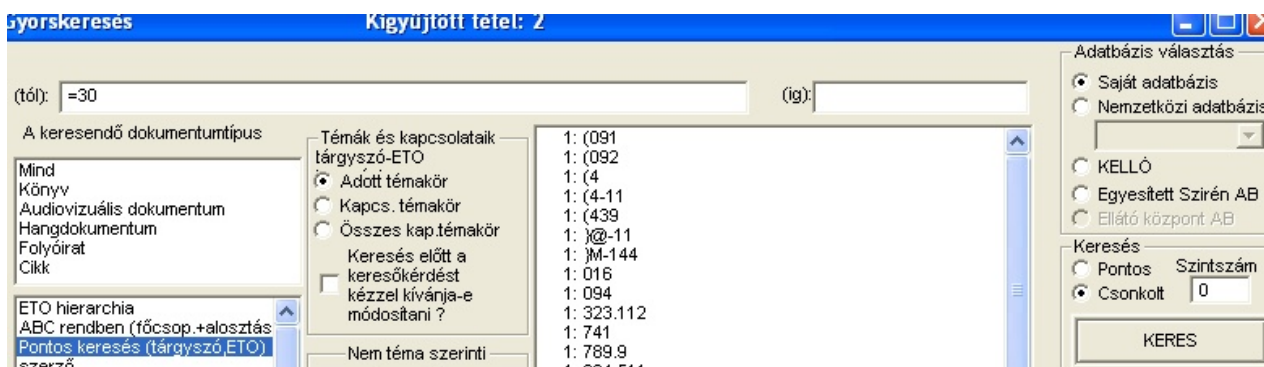 Gyorskeresés
Kigyűjtött tétel: 2
(tól): =30
(ig):
A keresendő dokumentumtípus
Mind
Könyv
Audiovizuális dokumentum
Hangdokumentum
Folyóirat
Cikk
ETO hierarchia
ABC rendben (főcsop.+alosztás
Pontos keresés (tárgyszó,ETO)
szerző
Témák és kapcsolataik
tárgyszó-ETO
Adott témakör
Kapcs. témakör
Összes kap.témakör
Keresés előtt a
keresőkérdést
kézzel kívánja-e
módosítani ?
Nem téma szerinti
1: (091
1: (092
1: (4
1: (4-11
1: (439
1: )@-11
1: )M-144
1: 016
1: 094
1: 323.112
1: 741
1: 789.9
Adatbázis választás
Saját adatbázis
Nemzetközi adatbázis
KELLÓ
Egyesített Szirén AB
Ellátó központ AB
Keresés
Pontos
Szintszám
Csonkolt
0
KERES